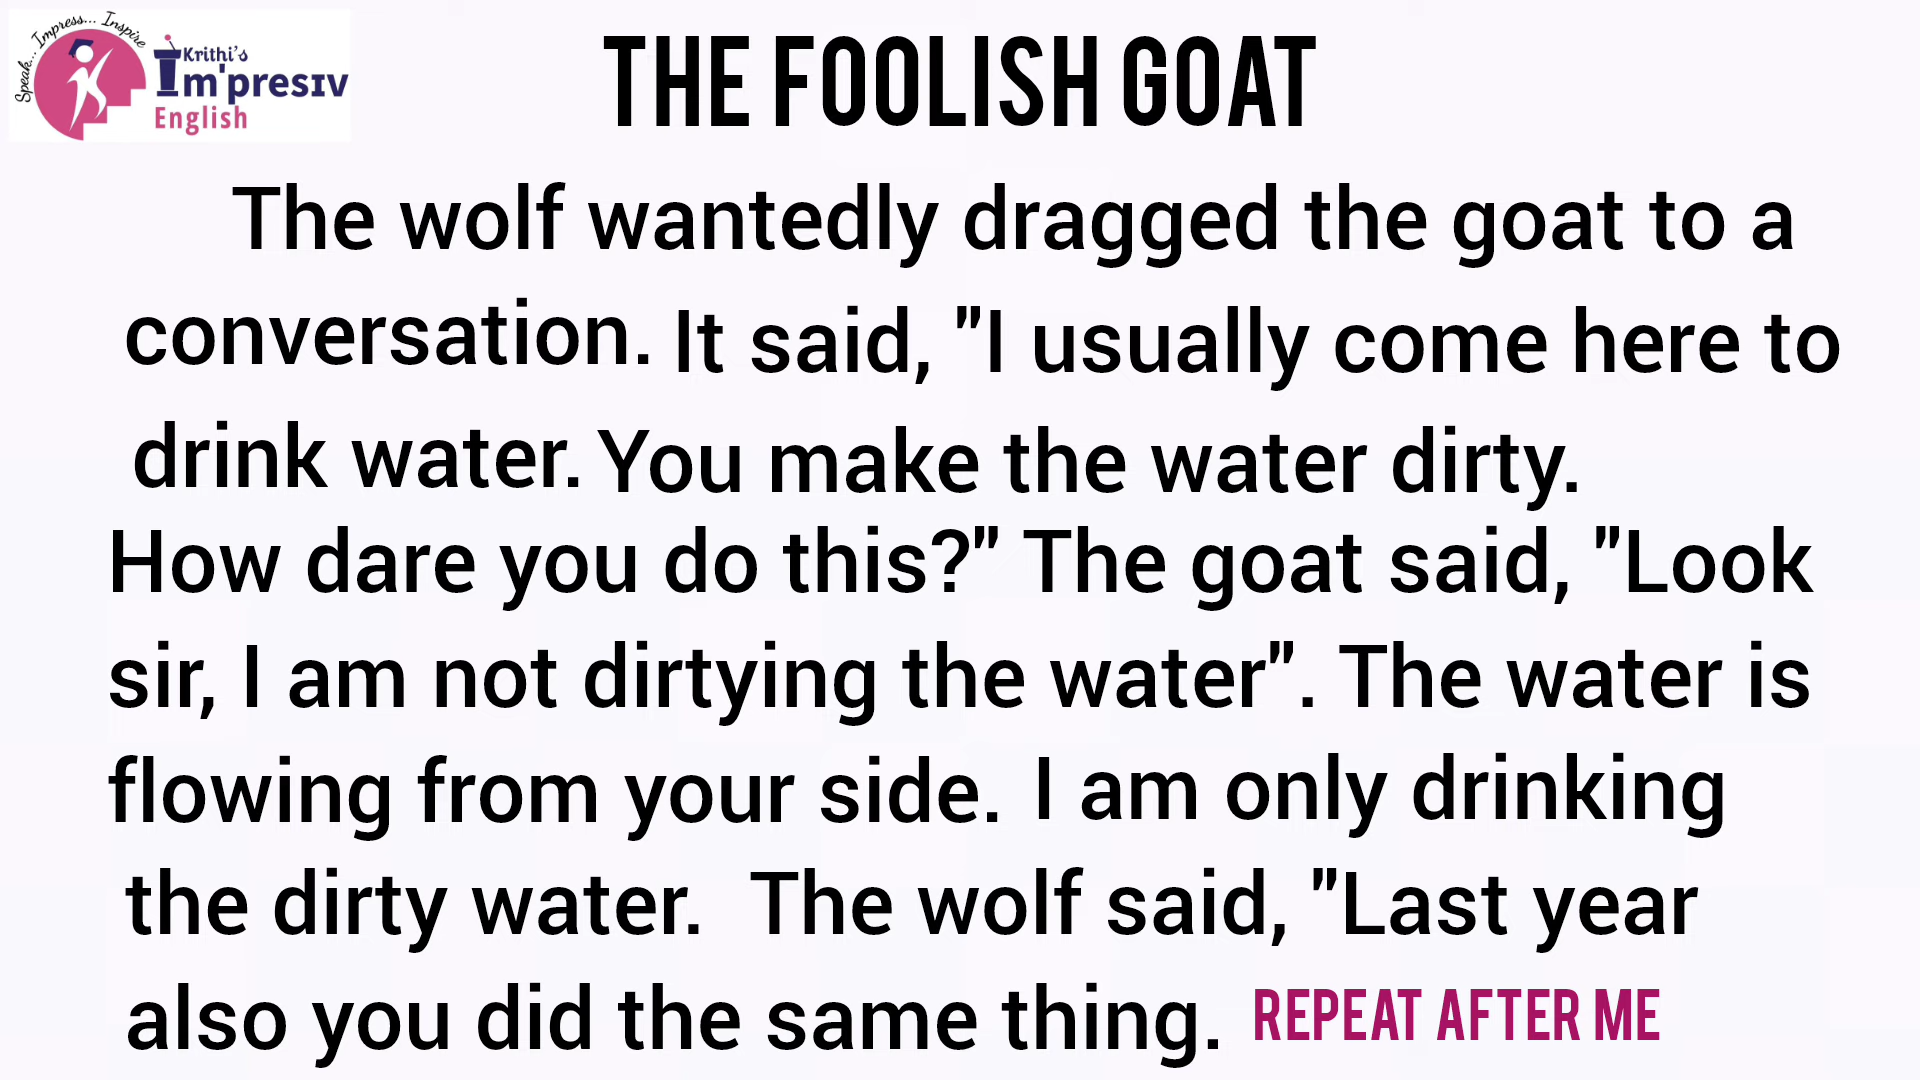 Speak... Impress... Inspire
Krithi's
Im'presıv
English
THE FOOLISH GOAT
The wolf wantedly dragged the goat to a
conversation. It said, "I usually come here to
drink water. You make the water dirty.
How dare you do this?" The goat said, "Look
sir, I am not dirtying the water". The water is
flowing from your side. I am only drinking
the dirty water. The wolf said, "Last year
also you did the same thing. REPEAT AFTER ME